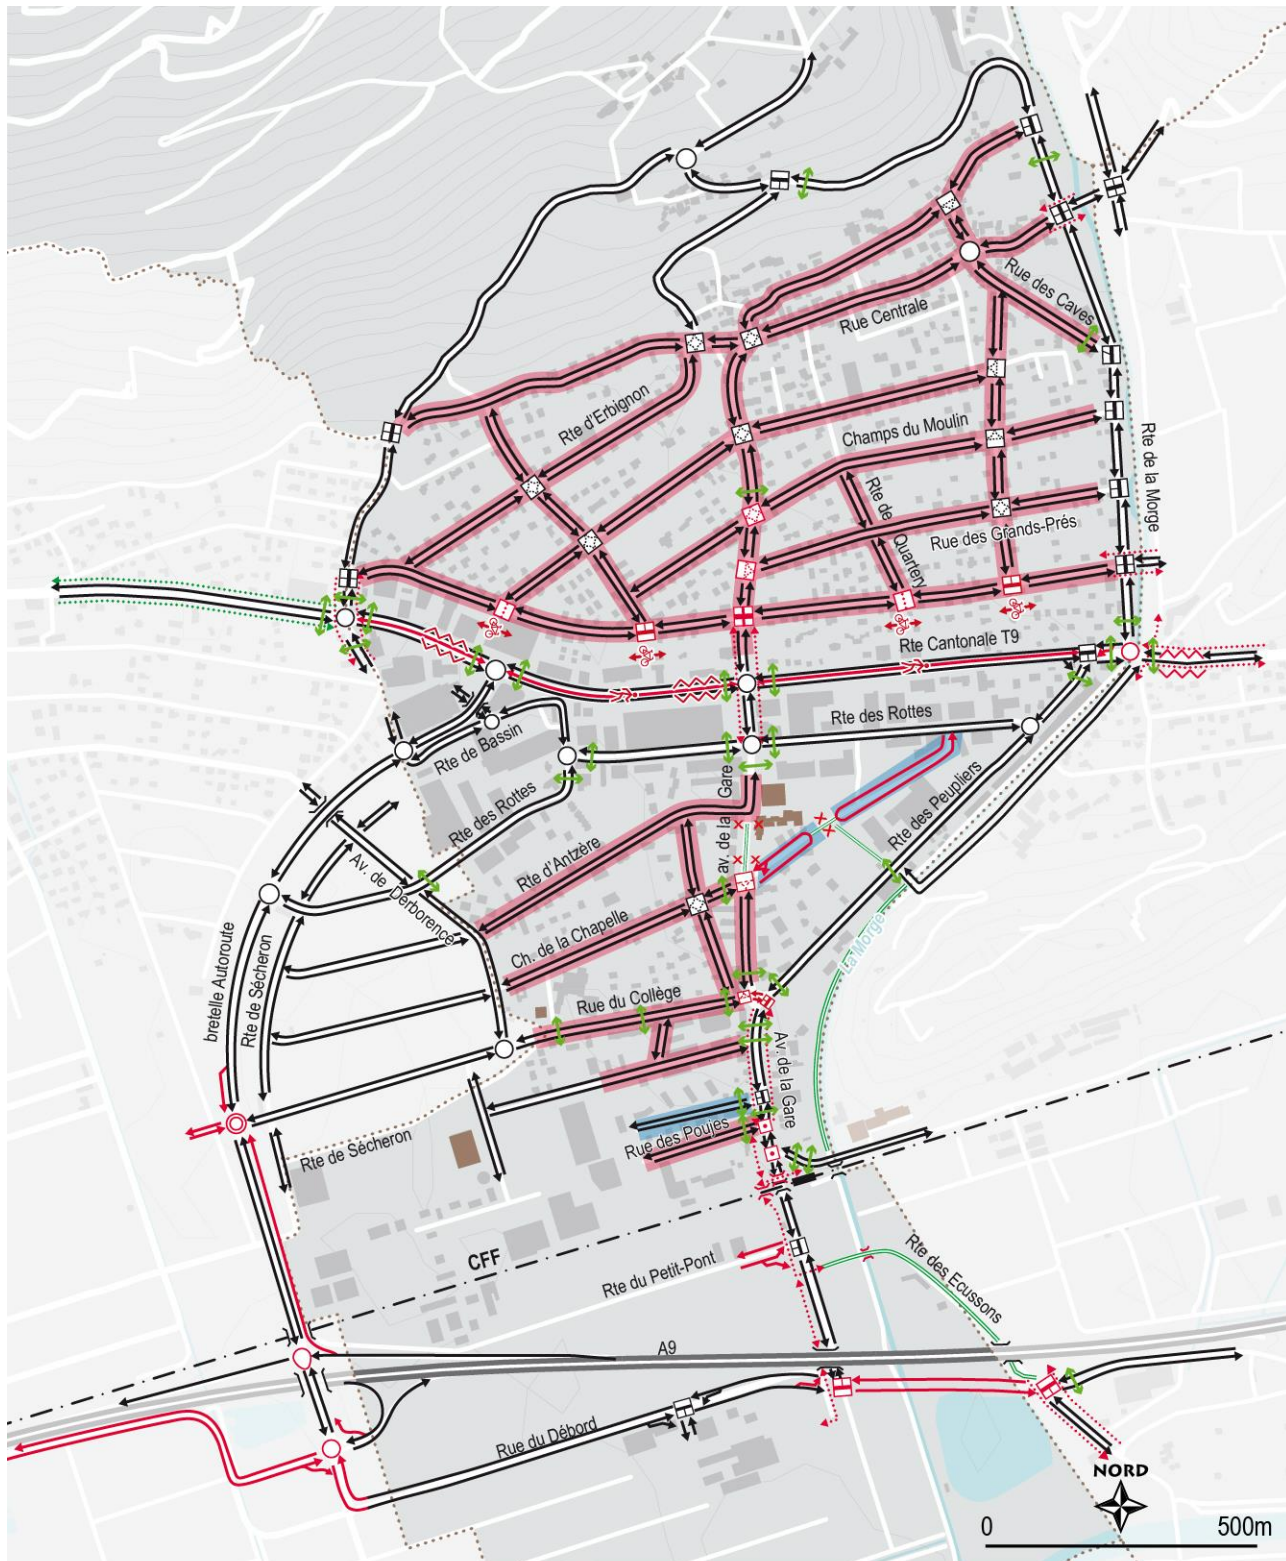 Rue des Caves
Rue Centrale
Rte d'Erbignon
Champs du Moulin
Rte de la Morge
Rte de Quartery
Rue des Grands-Prés
Rte Cantonale T9
Rte des Rottes
Rte de Bassin
av. de la Gare
Rte des Rottes
Rte des Peupliers
Rte d'Antzère
Av. de Derborence
Ch. de la Chapelle
bretelle Autoroute
Rte de Sécheron
La Morge
Rue du Collège
Av. de la Gare
Rue des Poujes
Rte de Sécheron
CFF
Rte du Petit-Pont
Rte des Ecussons
A9
Rue du Débord
NORD
0 500m